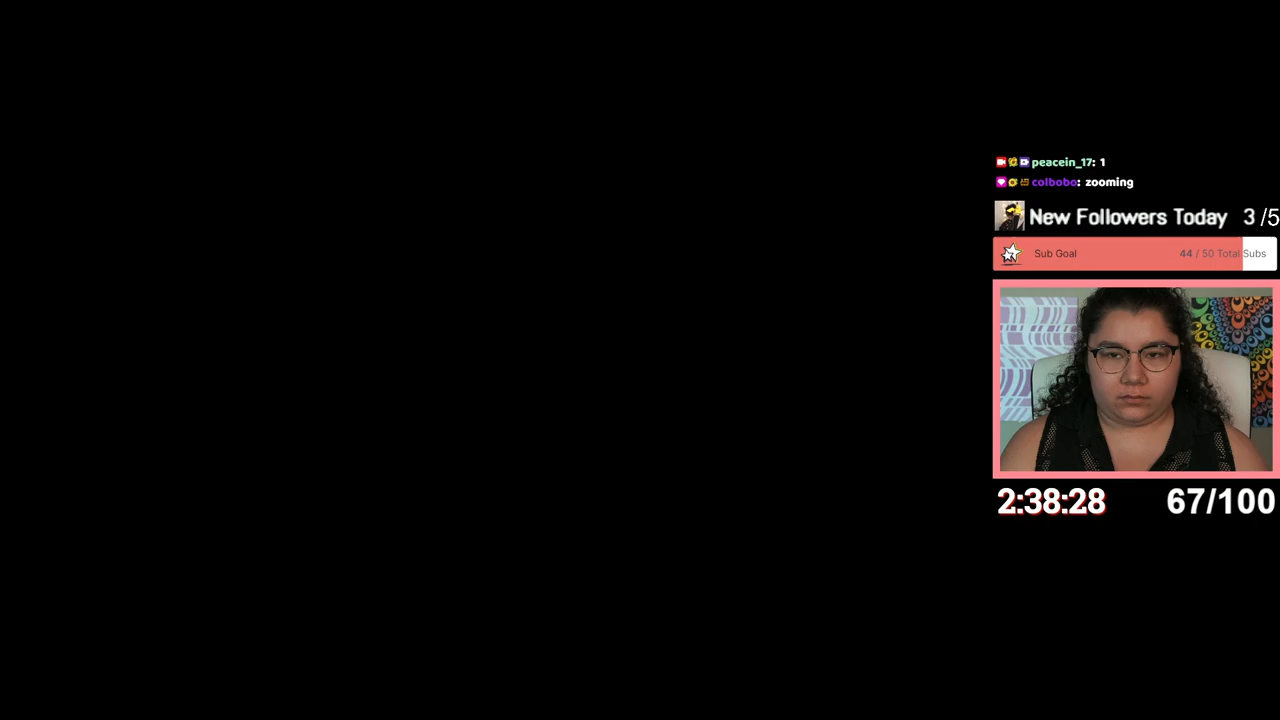 peacein_17: 1
colbobo: zooming
New Followers Today 3 /5
Sub Goal 44 / 50 Total Subs
2:38:28 67/100